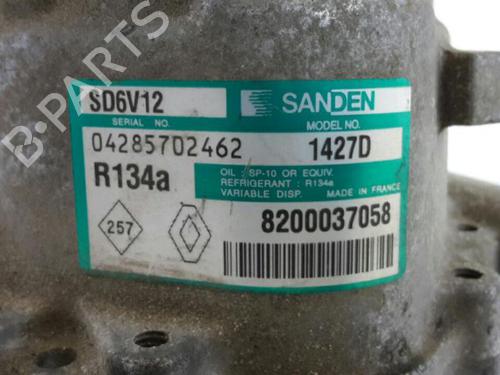 B-PARTS
SD6V12
SANDEN
SERIAL NO.
MODEL NO.
04285702462
1427D
R134a
OIL : SP-10 OR EQUIV.
REFRIGERANT : R134a
VARIABLE DISP. MADE IN FRANCE
257
8200037058